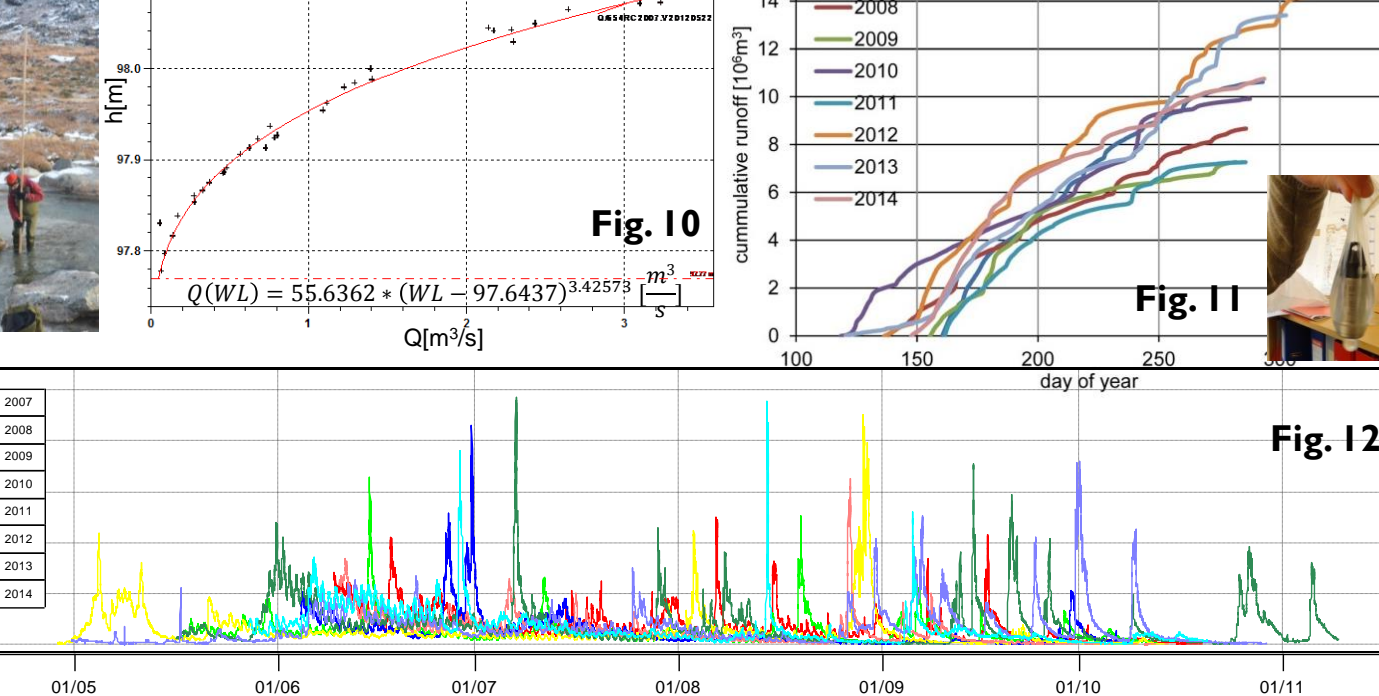 Q.654RC2007.V20120522
98.0
97.9
97.8
h[m]
Fig. 10
Q(WL) = 55.6362 * (WL − 97.6437)^3.42573 [m³/s]
0 1 2 3
Q[m³/s]
14
12
10
8
6
4
2
0
cummulative runoff [10⁶m³]
2008
2009
2010
2011
2012
2013
2014
Fig. 11
100 150 200 250 300
day of year
2007
2008
2009
2010
2011
2012
2013
2014
Fig. 12
01/05 01/06 01/07 01/08 01/09 01/10 01/11